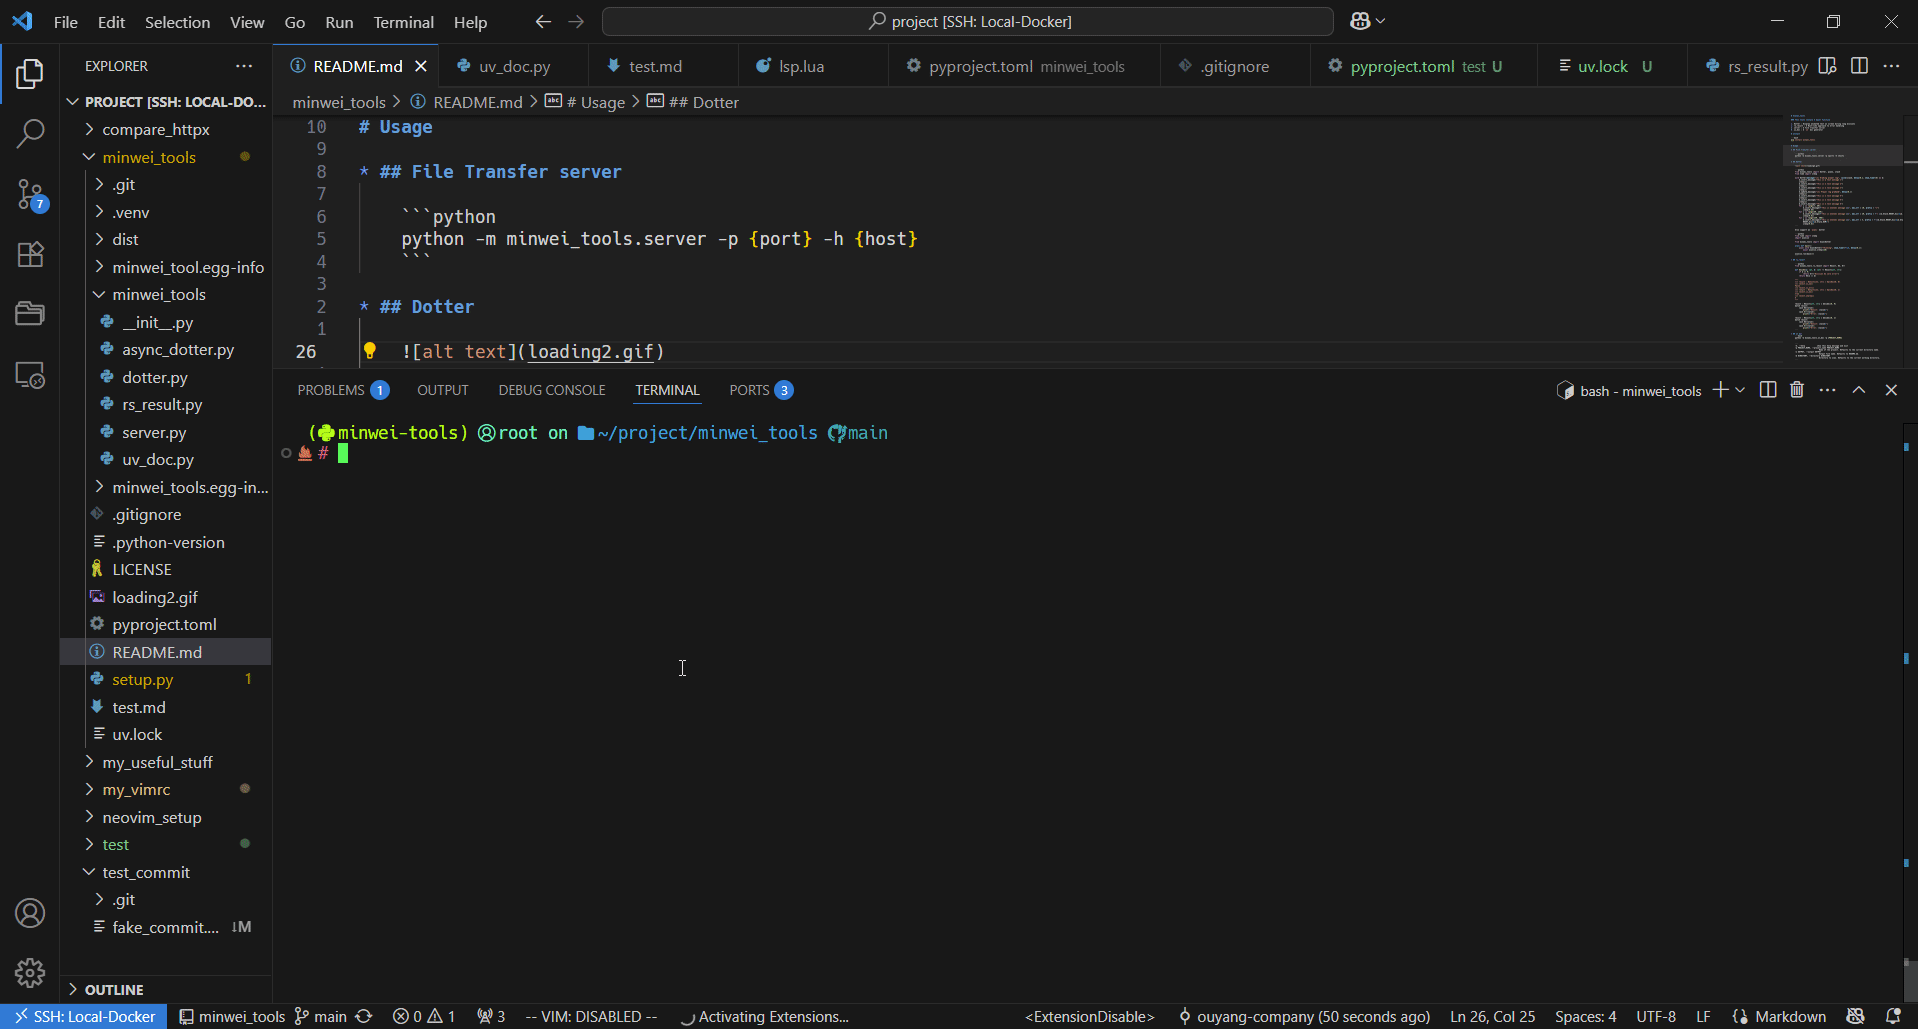 File Edit Selection View Go Run Terminal Help
project [SSH: Local-Docker]
EXPLORER
README.md
uv_doc.py
test.md
lsp.lua
pyproject.toml minwei_tools
.gitignore
pyproject.toml test U
uv.lock U
rs_result.py
PROJECT [SSH: LOCAL-DO...
compare_httpx
minwei_tools
.git
.venv
dist
minwei_tool.egg-info
minwei_tools
__init__.py
async_dotter.py
dotter.py
rs_result.py
server.py
uv_doc.py
minwei_tools.egg-in...
.gitignore
.python-version
LICENSE
loading2.gif
pyproject.toml
README.md
setup.py 1
test.md
uv.lock
my_useful_stuff
my_vimrc
neovim_setup
test
test_commit
.git
fake_commit.... ↓M
OUTLINE
7
minwei_tools > README.md > # Usage > ## Dotter
10 # Usage
9
8 * ## File Transfer server
7
6 ```python
5 python -m minwei_tools.server -p {port} -h {host}
4 ```
3
2 * ## Dotter
1
26 ![alt text](loading2.gif)
PROBLEMS 1 OUTPUT DEBUG CONSOLE TERMINAL PORTS 3
bash - minwei_tools
(minwei-tools) root on ~/project/minwei_tools main
#
SSH: Local-Docker minwei_tools main 0 1 3 -- VIM: DISABLED -- Activating Extensions... <ExtensionDisable> ouyang-company (50 seconds ago) Ln 26, Col 25 Spaces: 4 UTF-8 LF Markdown